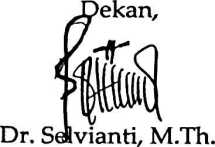 Dekan,
Dr. Selvianti, M.Th.